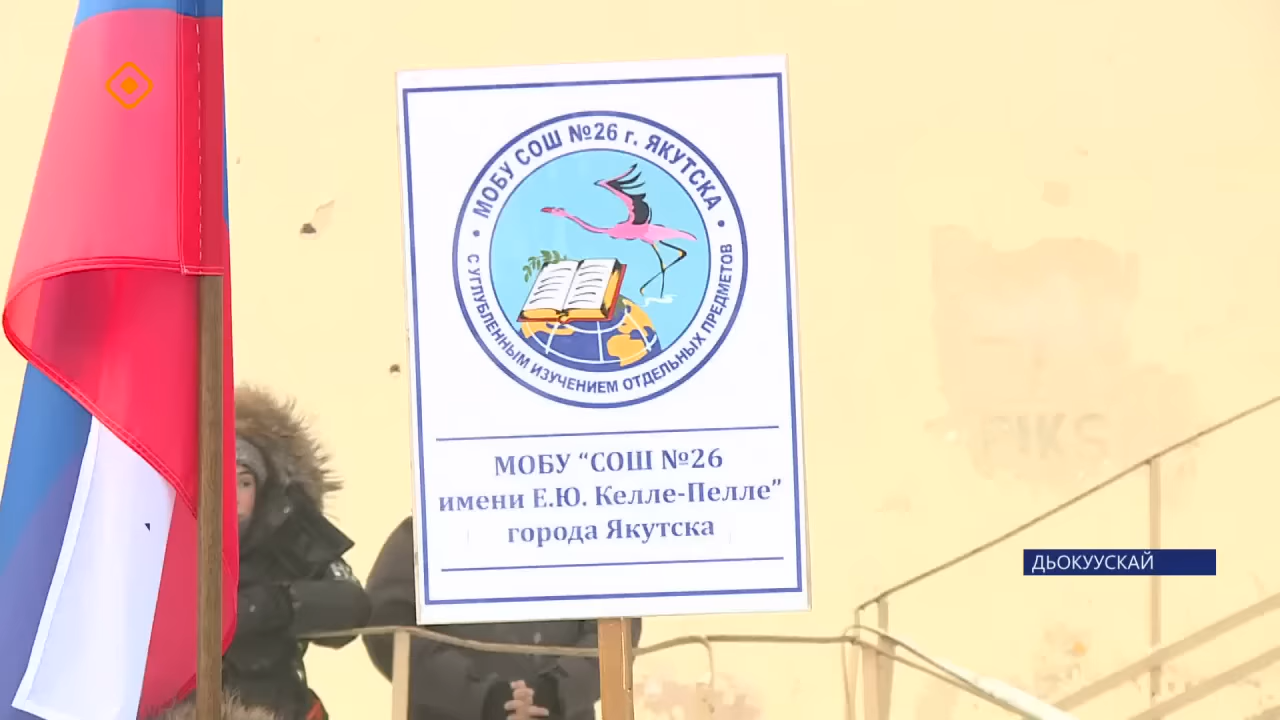 МОБУ СОШ №26 г. ЯКУТСКА
С УГЛУБЛЕННЫМ ИЗУЧЕНИЕМ ОТДЕЛЬНЫХ ПРЕДМЕТОВ
МОБУ “СОШ №26
имени Е.Ю. Келле-Пелле”
города Якутска
ДЬОКУУСКАЙ